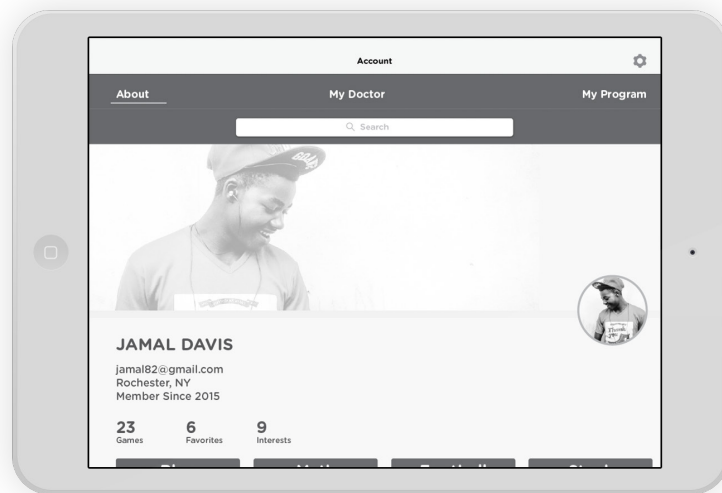 Account
About
My Doctor
My Program
Search
JAMAL DAVIS
jamal82@gmail.com
Rochester, NY
Member Since 2015
23
6
9
Games
Favorites
Interests
Football